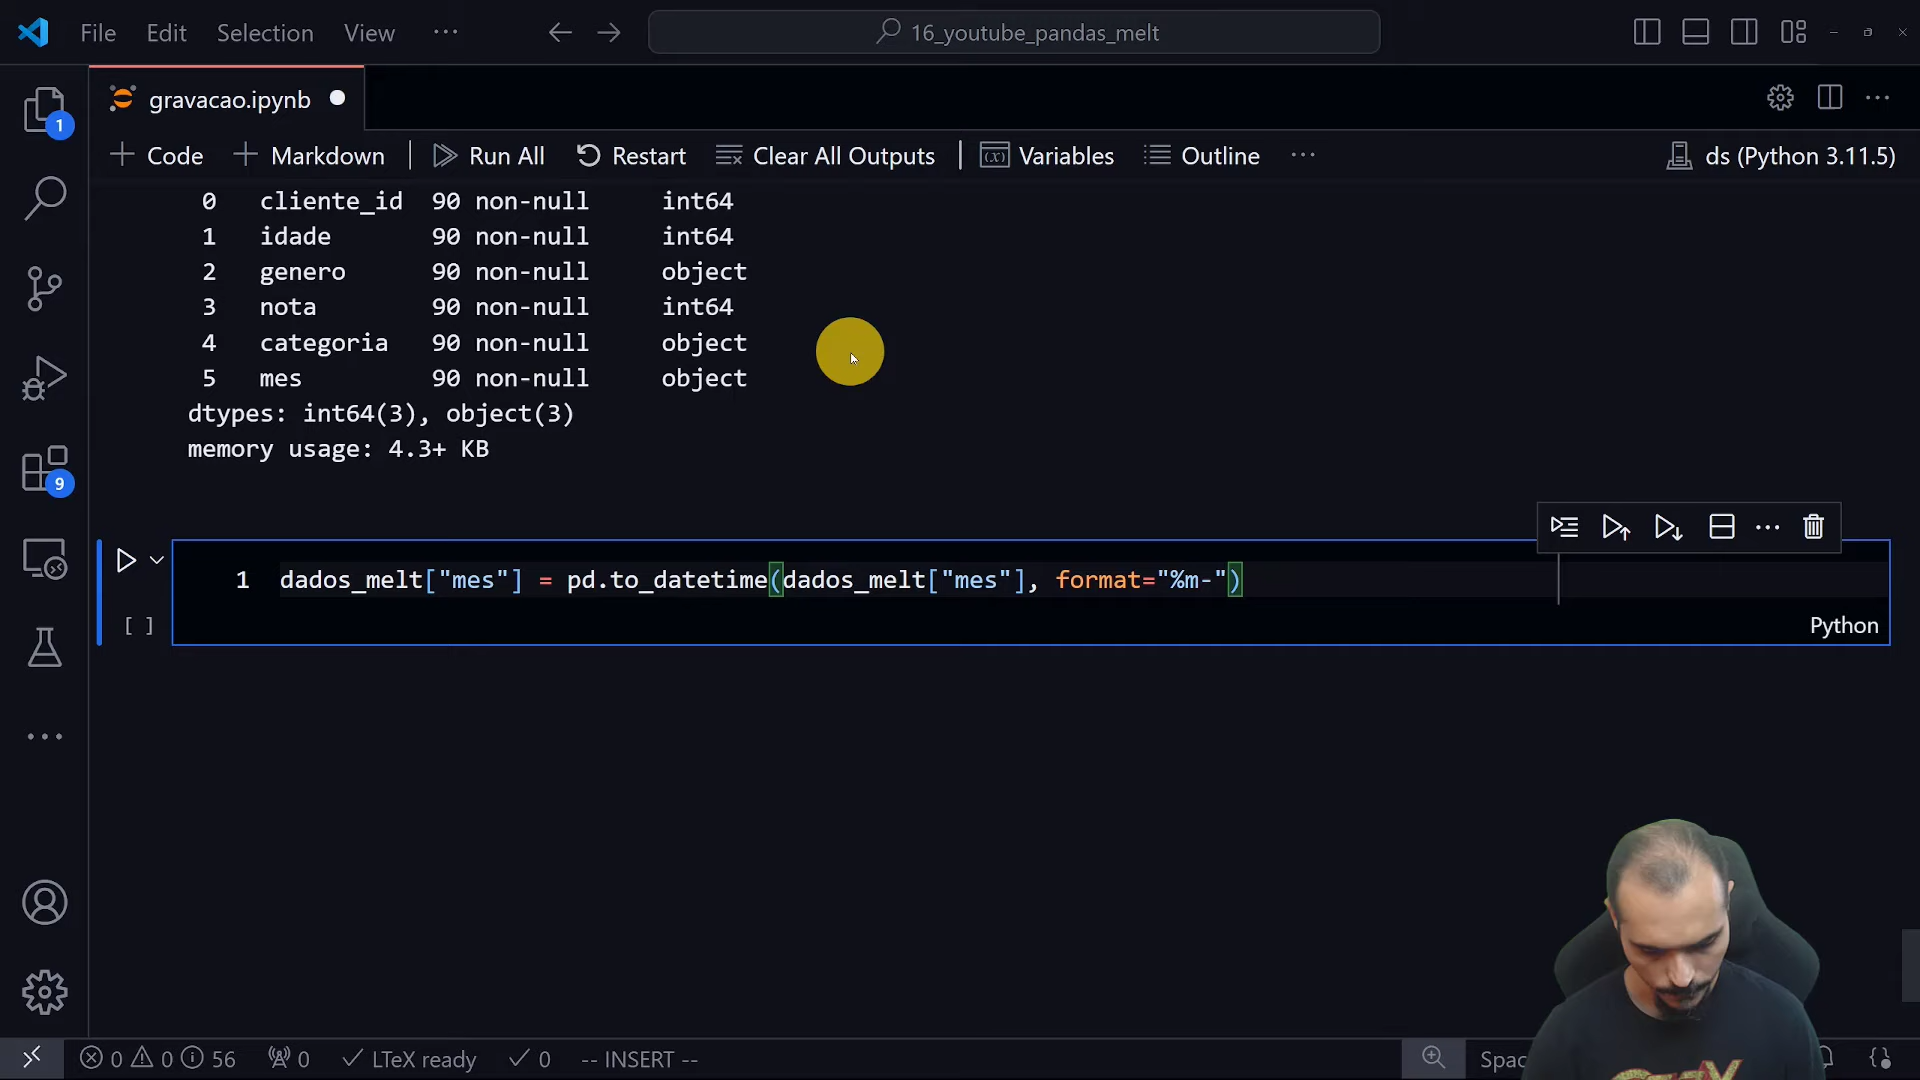 File Edit Selection View ··· 16_youtube_pandas_melt
gravacao.ipynb
+ Code + Markdown Run All Restart Clear All Outputs Variables Outline ··· ds (Python 3.11.5)
0 cliente_id 90 non-null int64
1 idade 90 non-null int64
2 genero 90 non-null object
3 nota 90 non-null int64
4 categoria 90 non-null object
5 mes 90 non-null object
dtypes: int64(3), object(3)
memory usage: 4.3+ KB
1 dados_melt["mes"] = pd.to_datetime(dados_melt["mes"], format="%m-")
[ ] Python
1
9
0 0 56 0 LTeX ready 0 -- INSERT --